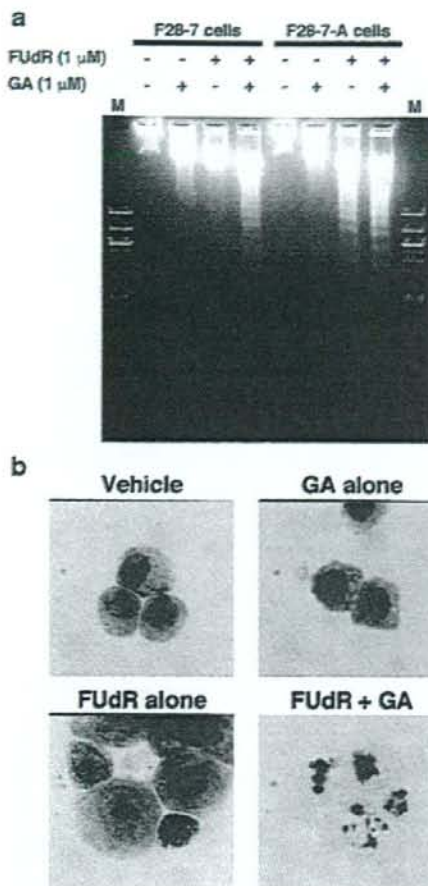 a
F28-7 cells F28-7-A cells
FUdR (1 μM) - - + + - - + +
GA (1 μM) - + - + - + - +
M M
b
Vehicle GA alone
FUdR alone FUdR + GA